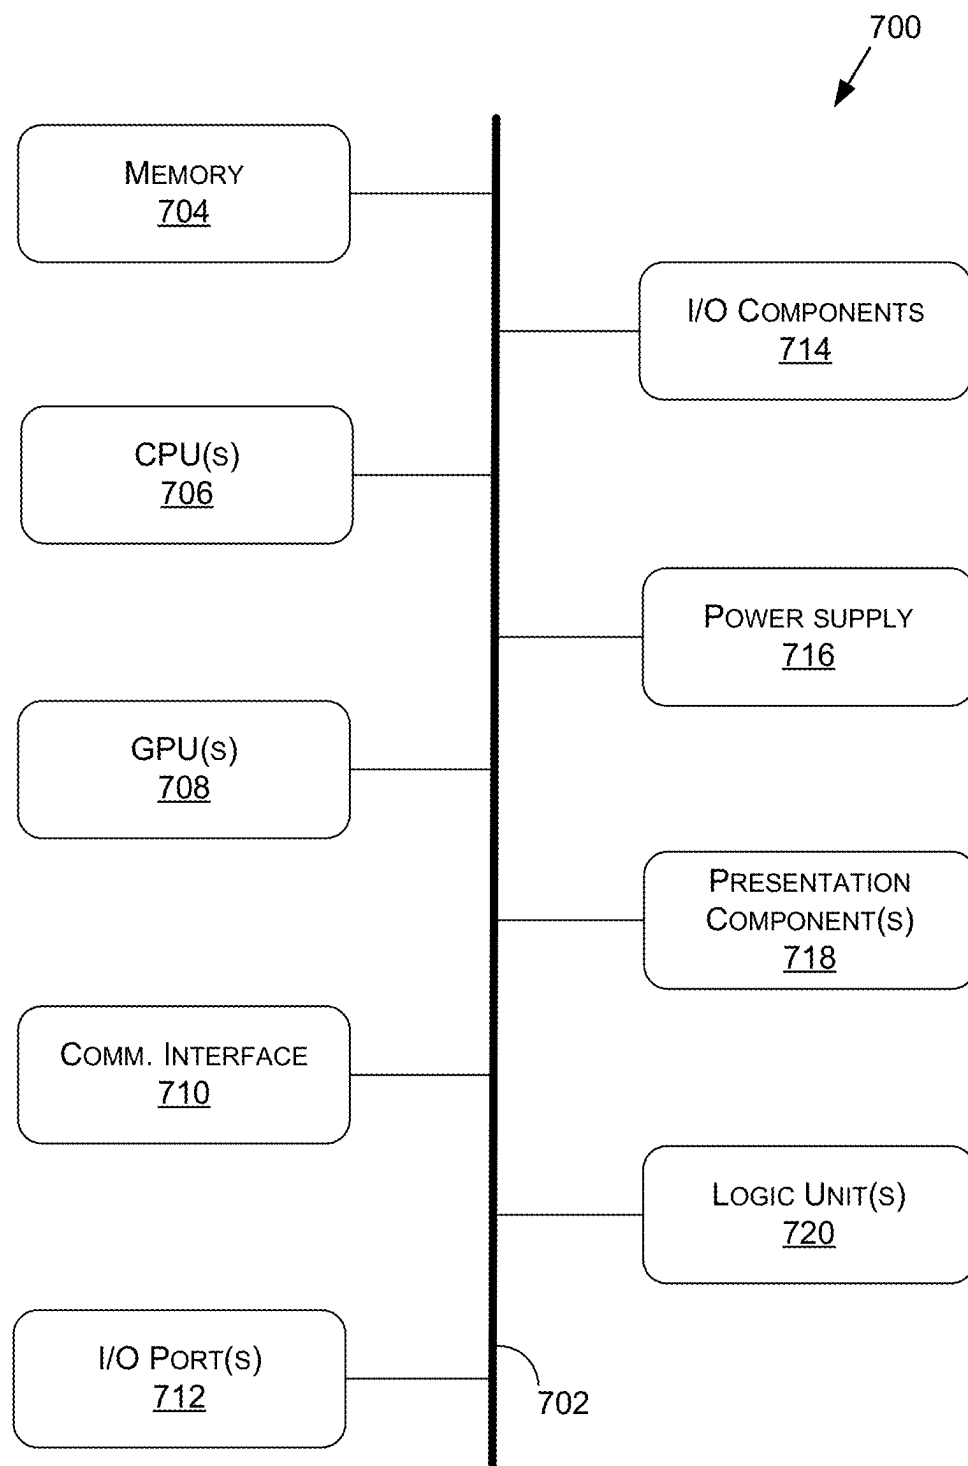 700
MEMORY
704
I/O COMPONENTS
714
CPU(S)
706
POWER SUPPLY
716
GPU(S)
708
PRESENTATION
COMPONENT(S)
718
COMM. INTERFACE
710
LOGIC UNIT(S)
720
I/O PORT(S)
712
702